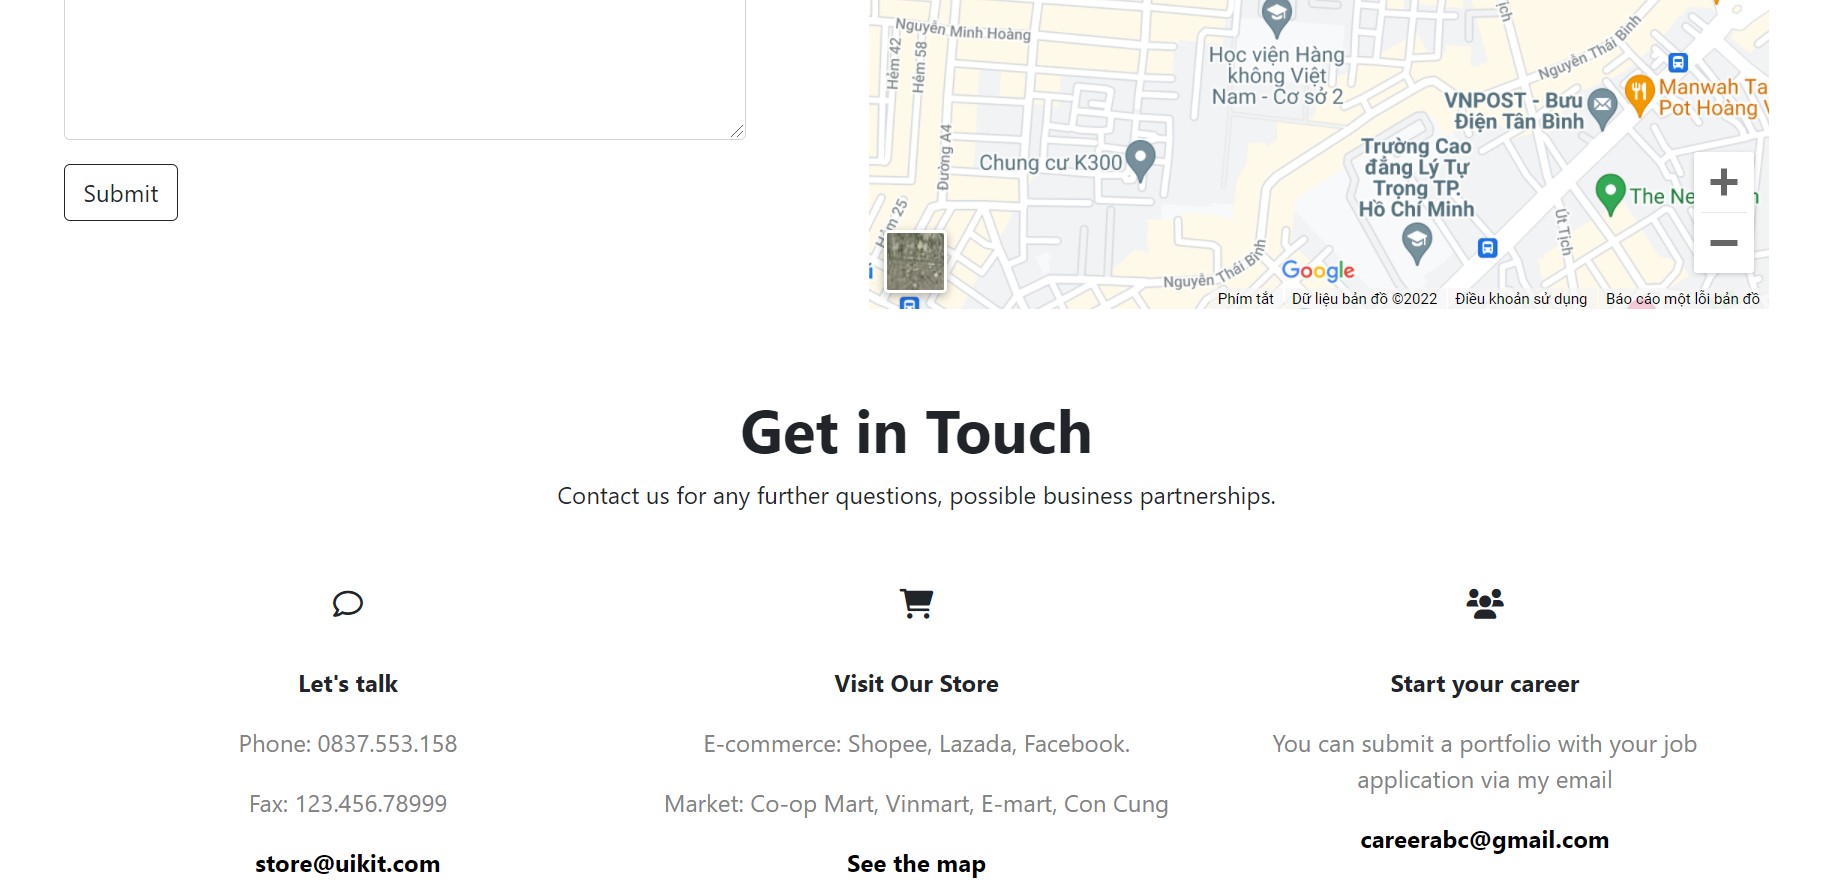 Submit
Nguyễn Minh Hoàng
Hẻm 42
Hẻm 58
Đường A4
Chung cư K300
Học viện Hàng
không Việt
Nam - Cơ sở 2
Nguyễn Thái Bình
VNPOST - Bưu
Điện Tân Bình
Manwah Ta
Pot Hoàng V
Trường Cao
đẳng Lý Tự
Trọng TP.
Hồ Chí Minh
The Ne
Út Tịch
Nguyễn Thái Bình
Google
Phím tắt
Dữ liệu bản đồ ©2022
Điều khoản sử dụng
Báo cáo một lỗi bản đồ
Get in Touch
Contact us for any further questions, possible business partnerships.
Let's talk
Phone: 0837.553.158
Fax: 123.456.78999
store@uikit.com
Visit Our Store
E-commerce: Shopee, Lazada, Facebook.
Market: Co-op Mart, Vinmart, E-mart, Con Cung
See the map
Start your career
You can submit a portfolio with your job
application via my email
careerabc@gmail.com